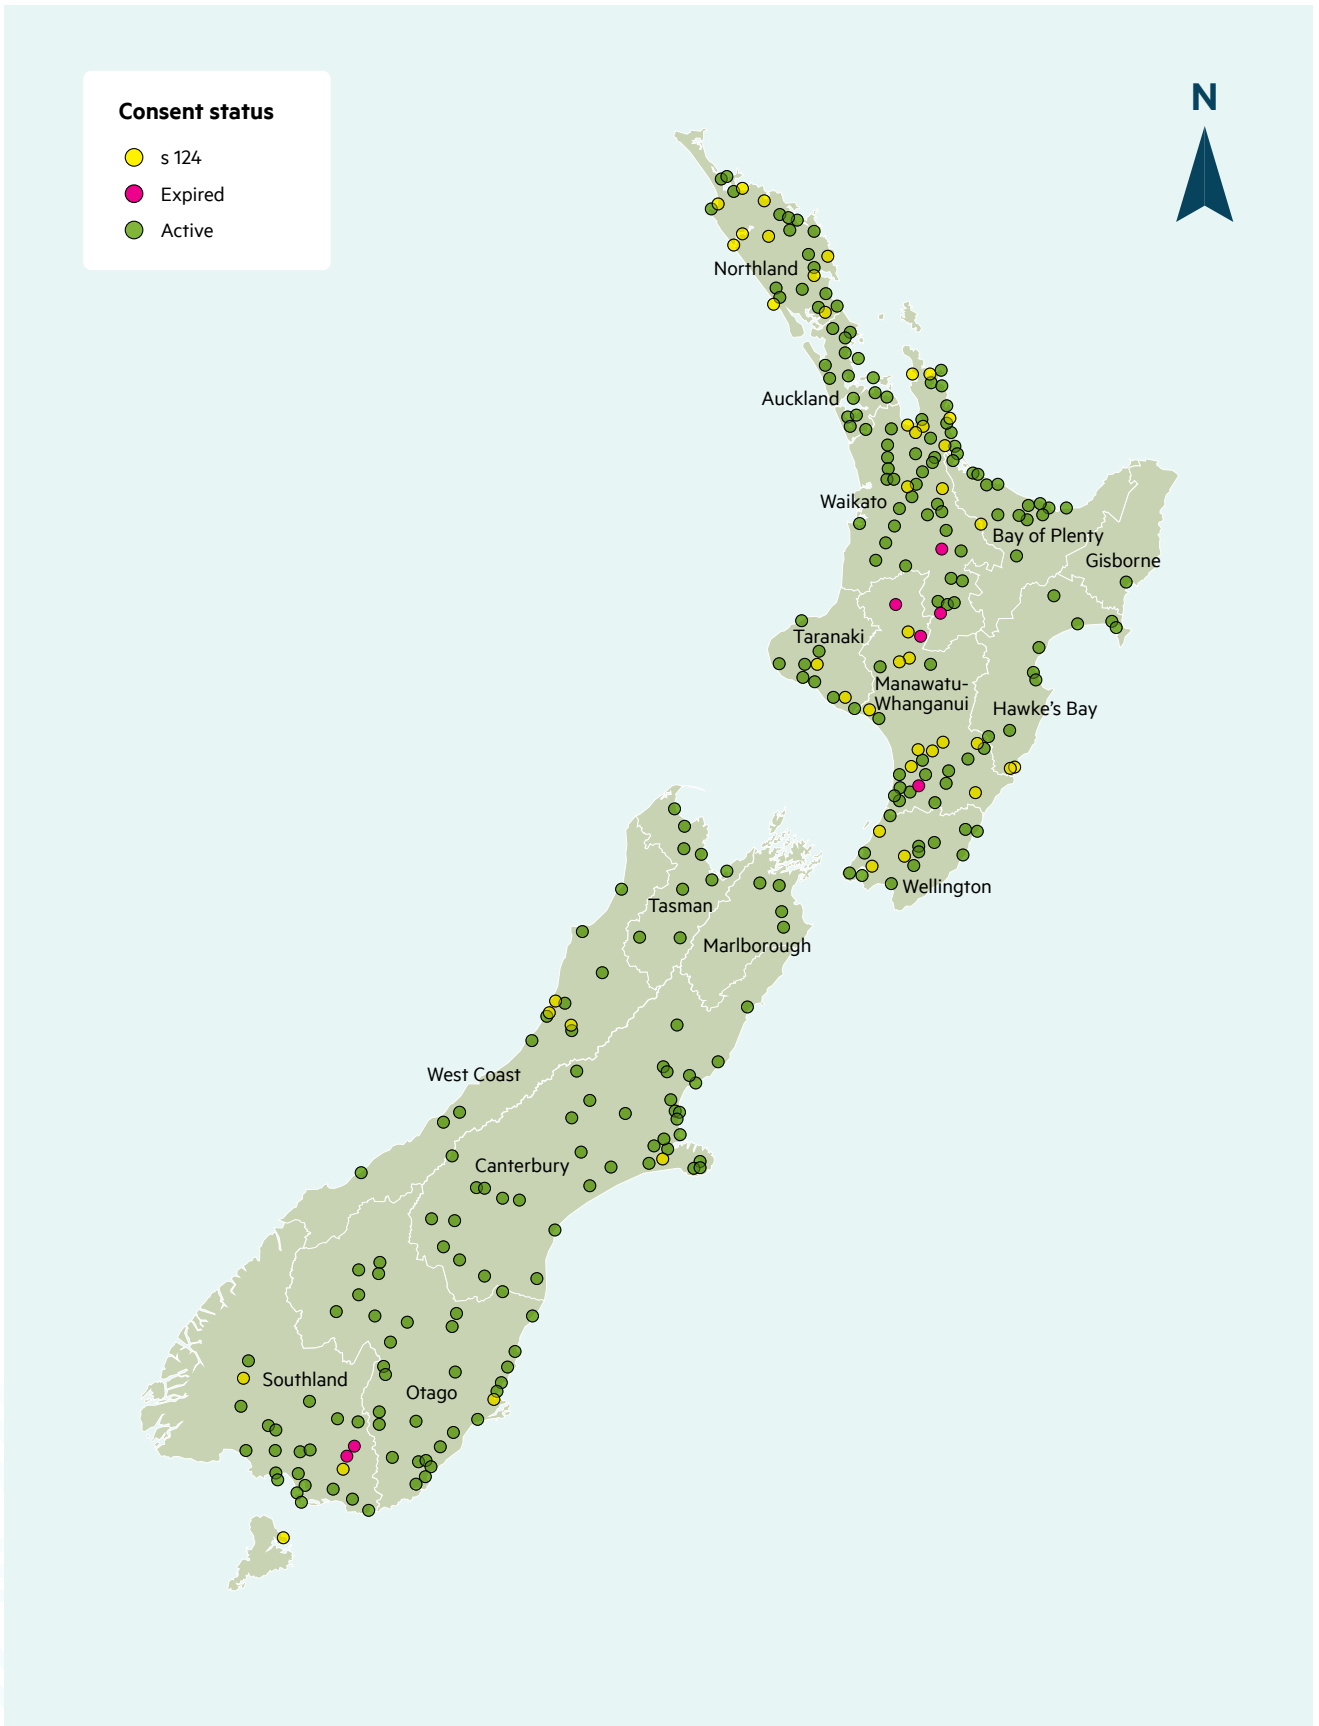 Consent status
s 124
Expired
Active
N
Northland
Auckland
Waikato
Bay of Plenty
Gisborne
Taranaki
Manawatu-
Whanganui
Hawke’s Bay
Wellington
Tasman
Marlborough
West Coast
Canterbury
Southland
Otago